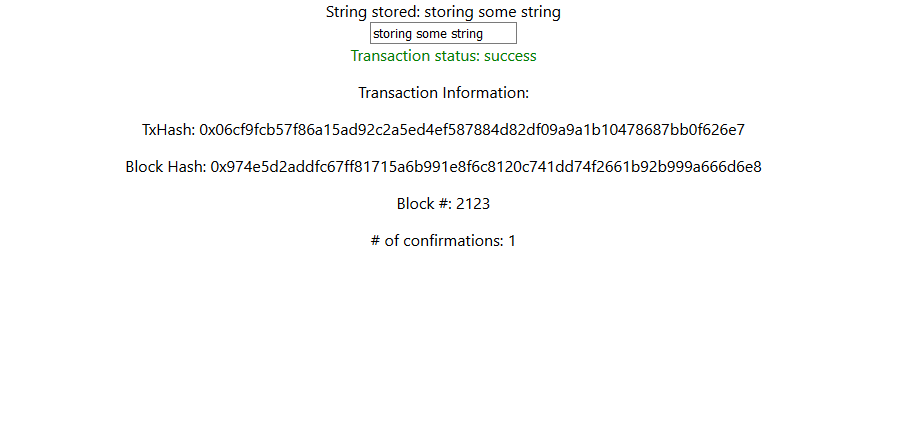 String stored: storing some string
storing some string
Transaction status: success
Transaction Information:
TxHash: 0x06cf9fcb57f86a15ad92c2a5ed4ef587884d82df09a9a1b10478687bb0f626e7
Block Hash: 0x974e5d2addfc67ff81715a6b991e8f6c8120c741dd74f2661b92b999a666d6e8
Block #: 2123
# of confirmations: 1